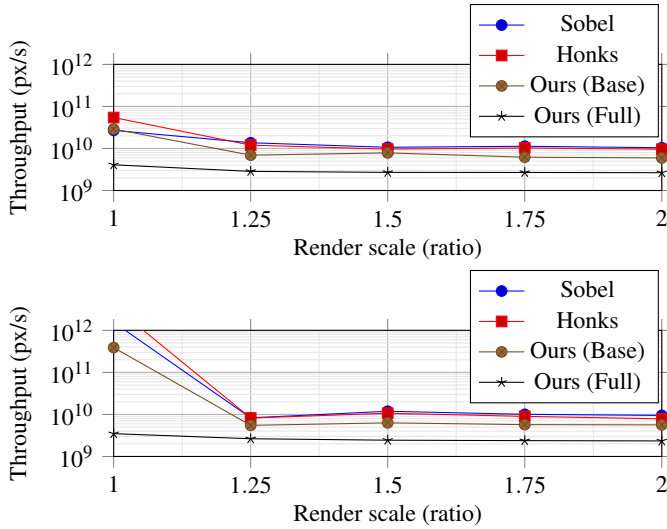 Sobel
Honks
Ours (Base)
Ours (Full)
Throughput (px/s)
10^12
10^11
10^10
10^9
1 1.25 1.5 1.75 2
Render scale (ratio)
Sobel
Honks
Ours (Base)
Ours (Full)
Throughput (px/s)
10^12
10^11
10^10
10^9
1 1.25 1.5 1.75 2
Render scale (ratio)